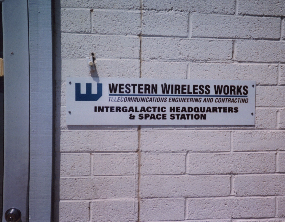 W WESTERN WIRELESS WORKS
TELECOMMUNICATIONS ENGINEERING AND CONTRACTING
INTERGALACTIC HEADQUARTERS
& SPACE STATION